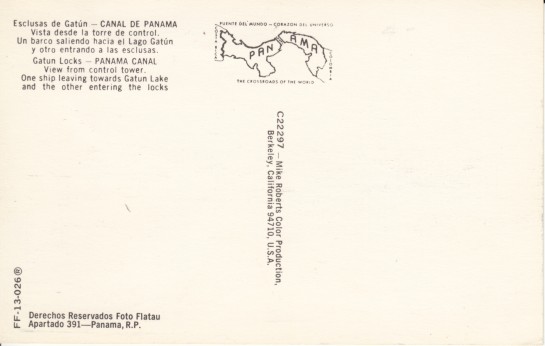 Esclusas de Gatún — CANAL DE PANAMA
Vista desde la torre de control.
Un barco saliendo hacia el Lago Gatún
y otro entrando a las esclusas.
Gatun Locks — PANAMA CANAL
View from control tower.
One ship leaving towards Gatun Lake
and the other entering the locks
PUENTE DEL MUNDO — CORAZON DEL UNIVERSO
PANAMA
THE CROSSROADS OF THE WORLD
C22297 — Mike Roberts Color Production,
Berkeley, California 94710, U.S.A.
FF-13-026®
Derechos Reservados Foto Flatau
Apartado 391—Panama, R.P.